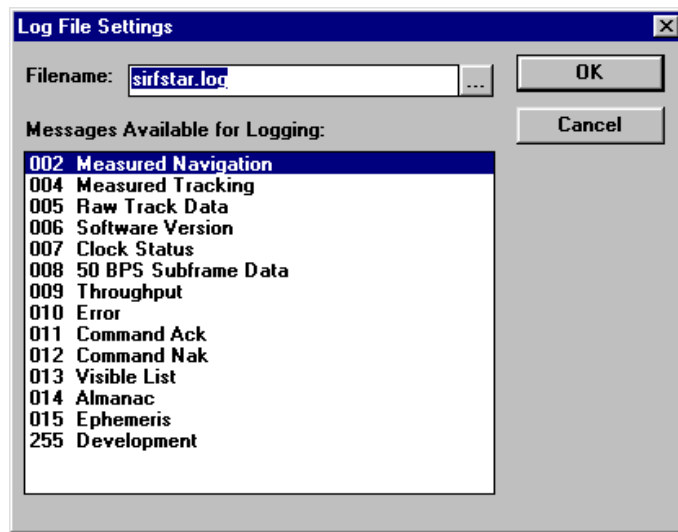 Log File Settings
Filename: sirfstar.log ...
OK
Messages Available for Logging:
Cancel
002 Measured Navigation
004 Measured Tracking
005 Raw Track Data
006 Software Version
007 Clock Status
008 50 BPS Subframe Data
009 Throughput
010 Error
011 Command Ack
012 Command Nak
013 Visible List
014 Almanac
015 Ephemeris
255 Development